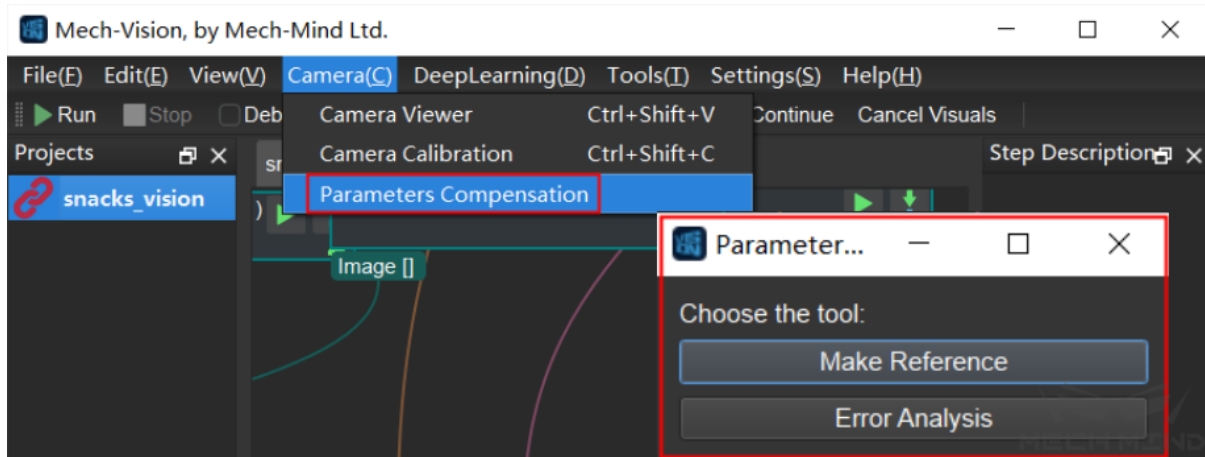 Mech-Vision, by Mech-Mind Ltd.
File(F) Edit(E) View(V) Camera(C) DeepLearning(D) Tools(T) Settings(S) Help(H)
Run Stop Deb Continue Cancel Visuals
Camera Viewer Ctrl+Shift+V
Projects Step Description
Camera Calibration Ctrl+Shift+C
snacks_vision
Parameters Compensation
Image []
Parameter...
Choose the tool:
Make Reference
Error Analysis
MECH MIND